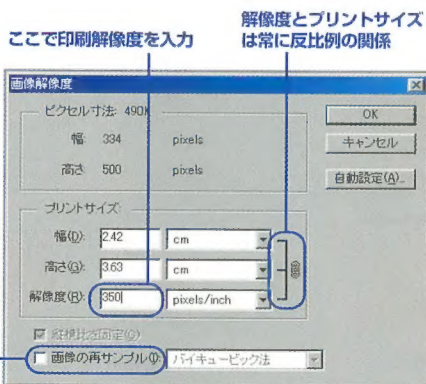 解像度とプリントサイズ
は常に反比例の関係
ここで印刷解像度を入力
画像解像度
ピクセル寸法: 490K
幅: 334 pixels
高さ: 500 pixels
OK
キャンセル
自動設定(A)...
プリントサイズ:
幅(D): 2.42 cm
高さ(G): 3.63 cm
解像度(R): 350 pixels/inch
縦横比を固定(C)
画像の再サンプル(I): バイキュービック法